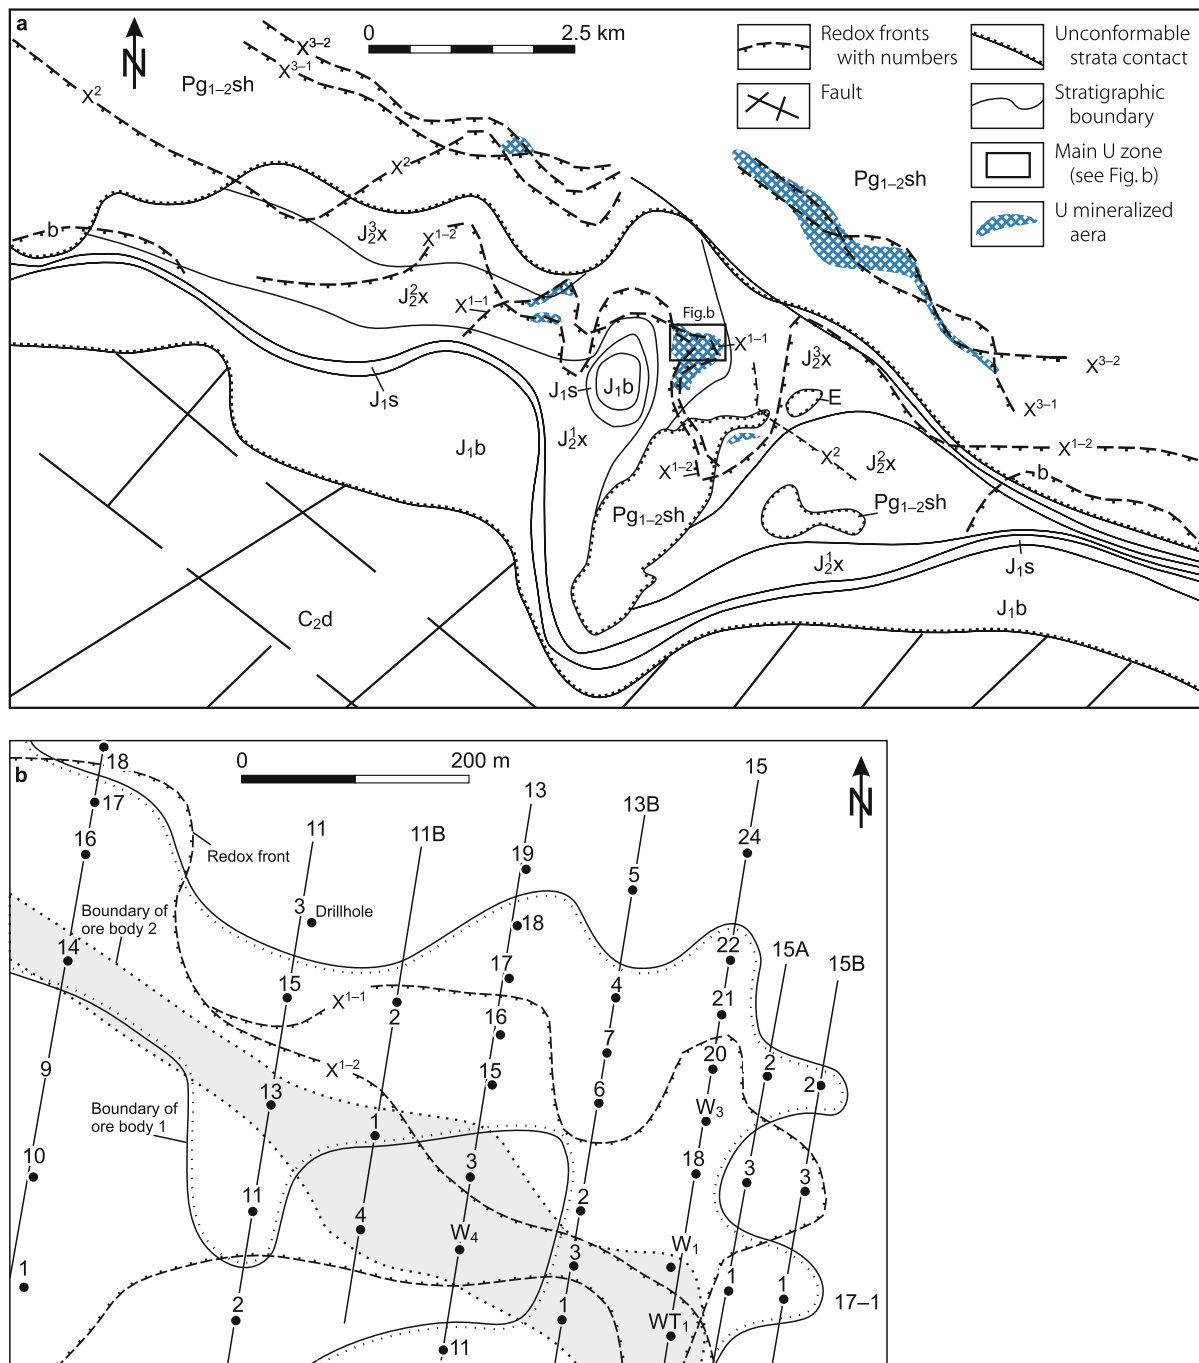 a
N
0 2.5 km
Redox fronts
with numbers
Fault
Unconformable
strata contact
Stratigraphic
boundary
Main U zone
(see Fig. b)
U mineralized
aera
X³⁻²
X³⁻¹
X²
Pg₁₋₂sh
X²
Pg₁₋₂sh
b
J₂³x
X¹⁻²
J₂²x
X¹⁻¹
Fig.b
X¹⁻¹
J₂³x
X³⁻²
J₁s
J₁s
J₁b
E
X³⁻¹
J₁b
J₂¹x
X¹⁻²
X²
J₂²x
X¹⁻²
b
Pg₁₋₂sh
Pg₁₋₂sh
J₂¹x
J₁s
C₂d
J₁b
b
N
0 200 m
18
17
16
14
9
10
1
Redox front
Boundary of
ore body 2
Boundary of
ore body 1
11
3 Drillhole
15
13
11
2
11B
2
1
4
X¹⁻¹
X¹⁻²
13
19
18
17
16
15
3
W₄
11
13B
5
4
7
6
2
3
1
15
24
22
21
20
W₃
18
W₁
WT₁
15A
2
3
1
15B
2
3
1
17–1